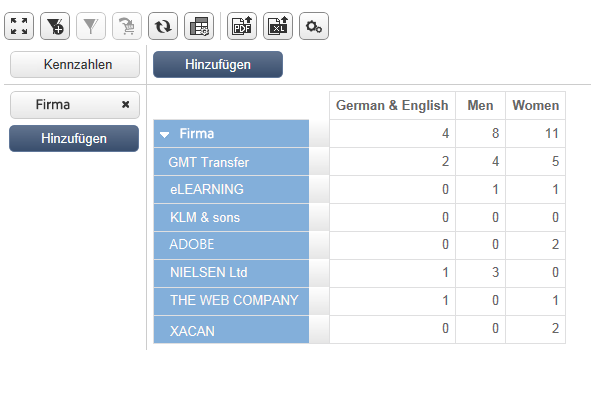 PDF XL
Kennzahlen Hinzufügen
Firma ×
Hinzufügen
German & English Men Women
Firma 4 8 11
GMT Transfer 2 4 5
eLEARNING 0 1 1
KLM & sons 0 0 0
ADOBE 0 0 2
NIELSEN Ltd 1 3 0
THE WEB COMPANY 1 0 1
XACAN 0 0 2